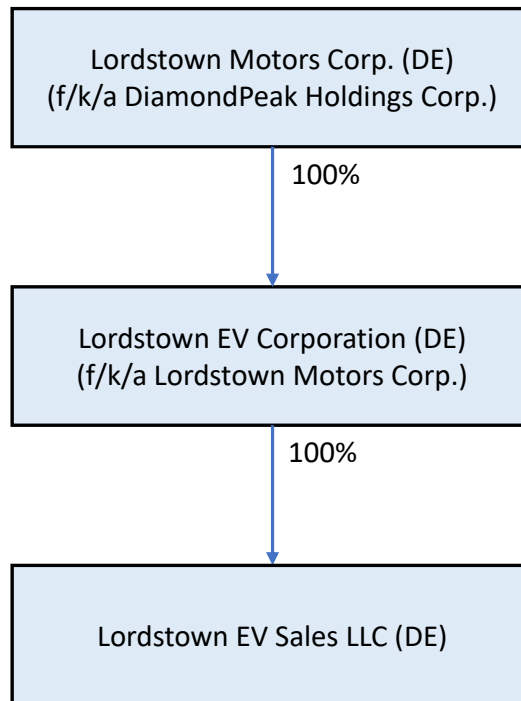 Lordstown Motors Corp. (DE)
(f/k/a DiamondPeak Holdings Corp.)
100%
Lordstown EV Corporation (DE)
(f/k/a Lordstown Motors Corp.)
100%
Lordstown EV Sales LLC (DE)